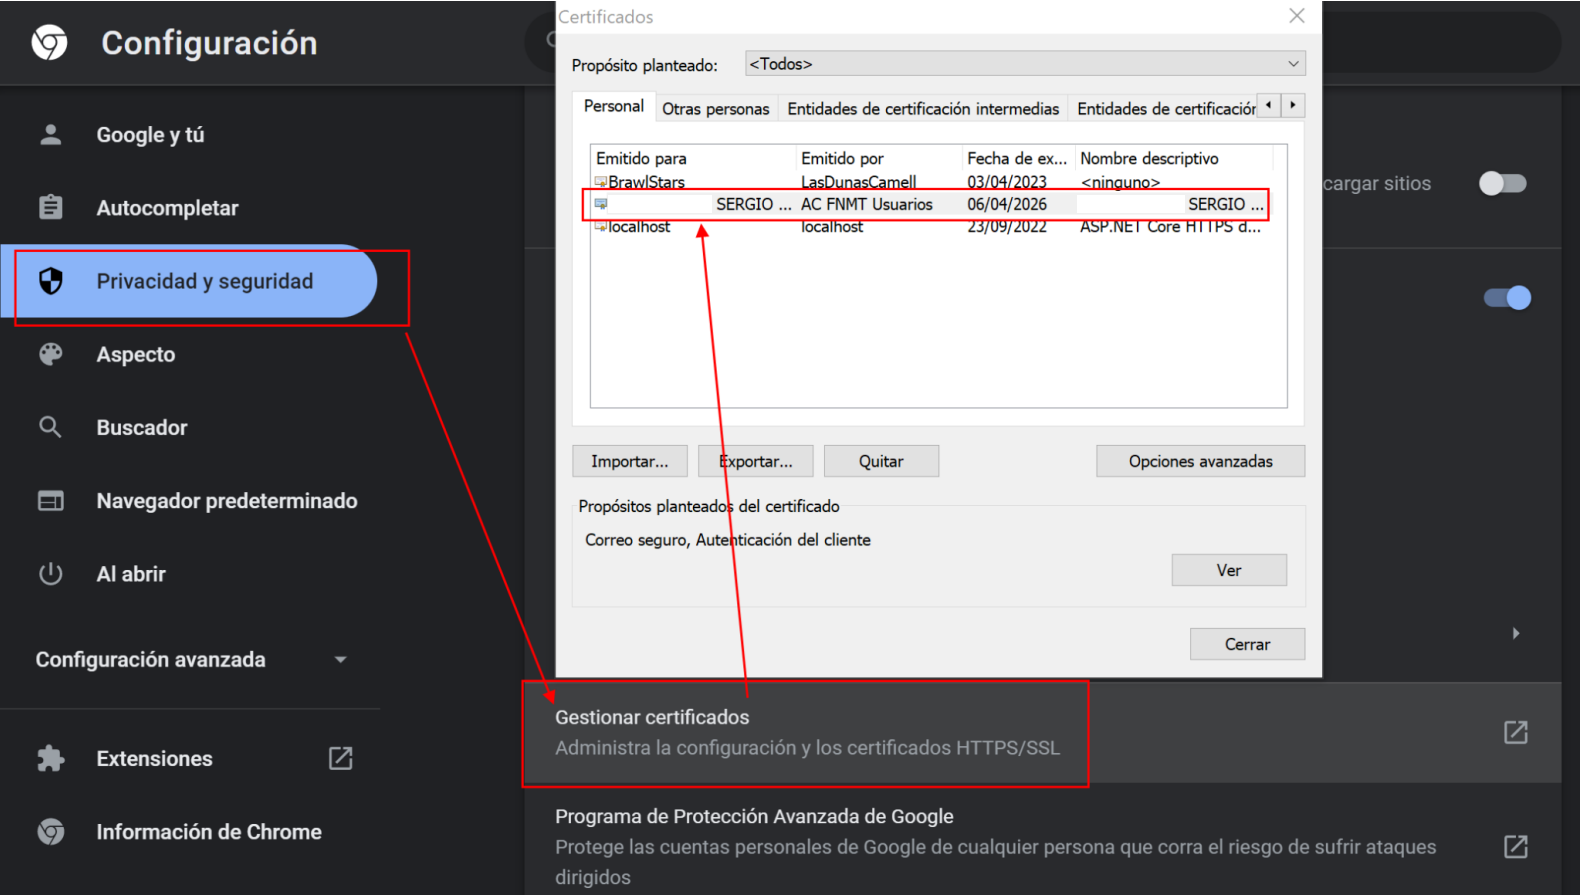 Configuración
Google y tú
Autocompletar
Privacidad y seguridad
Aspecto
Buscador
Navegador predeterminado
Al abrir
Configuración avanzada
Extensiones
Información de Chrome
Certificados
Propósito planteado:
<Todos>
Personal
Otras personas
Entidades de certificación intermedias
Entidades de certificación
Emitido para Emitido por Fecha de ex... Nombre descriptivo
BrawlStars LasDunasCamell 03/04/2023 <ninguno>
SERGIO ... AC FNMT Usuarios 06/04/2026 SERGIO ...
localhost localhost 23/09/2022 ASP.NET Core HTTPS d...
Importar...
Exportar...
Quitar
Opciones avanzadas
Propósitos planteados del certificado
Correo seguro, Autenticación del cliente
Ver
Cerrar
cargar sitios
Gestionar certificados
Administra la configuración y los certificados HTTPS/SSL
Programa de Protección Avanzada de Google
Protege las cuentas personales de Google de cualquier persona que corra el riesgo de sufrir ataques
dirigidos